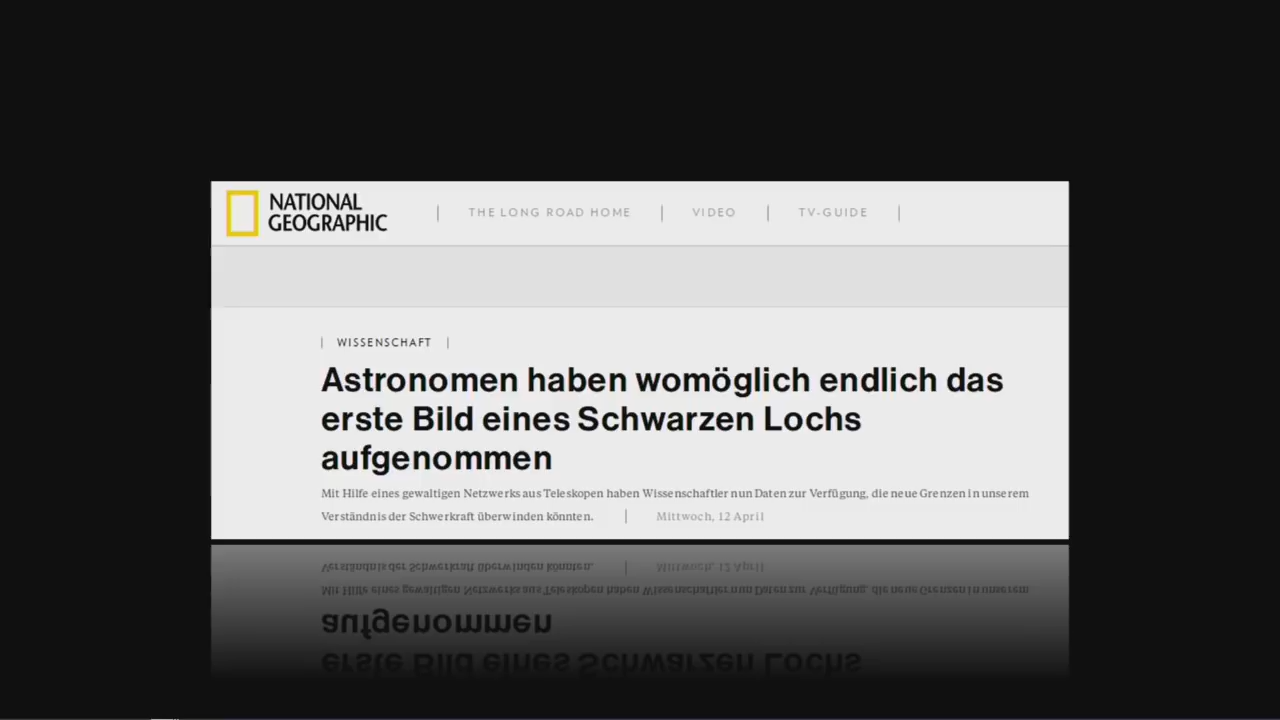 NATIONAL
GEOGRAPHIC
THE LONG ROAD HOME | VIDEO | TV-GUIDE
WISSENSCHAFT
Astronomen haben womöglich endlich das
erste Bild eines Schwarzen Lochs
aufgenommen
Mit Hilfe eines gewaltigen Netzwerks aus Teleskopen haben Wissenschaftler nun Daten zur Verfügung, die neue Grenzen in unserem
Verständnis der Schwerkraft überwinden könnten. | Mittwoch, 12 April